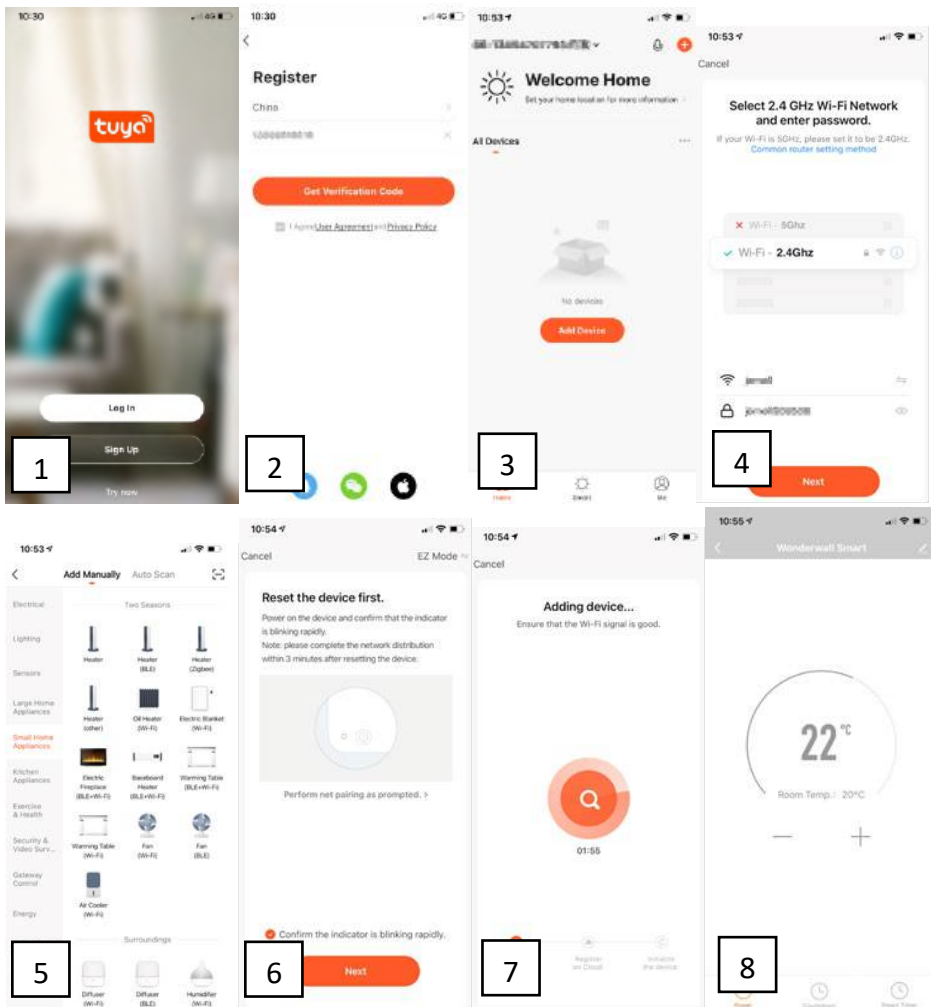 10:30
4G
tuya
Log In
Sign Up
Try now
1
10:30
4G
Register
China
Get Verification Code
I Agree User Agreement and Privacy Policy
2
10:53
Welcome Home
Set your home location for more information
All Devices
No devices
Add Device
Home
Smart
Me
3
10:53
Cancel
Select 2.4 GHz Wi-Fi Network
and enter password.
If your Wi-Fi is 5GHz, please set it to be 2.4GHz.
Common router setting method
Wi-Fi - 5Ghz
Wi-Fi - 2.4Ghz
Next
4
10:53
Add Manually Auto Scan
Electrical
Lighting
Sensors
Large Home
Appliances
Small Home
Appliances
Kitchen
Appliances
Exercise
& Health
Security &
Video Surv...
Gateway
Control
Energy
Two Seasons
Heater
Heater
(BLE)
Heater
(Zigbee)
Heater
(other)
Oil Heater
(Wi-Fi)
Electric Blanket
(Wi-Fi)
Electric
Fireplace
(BLE+Wi-Fi)
Baseboard
Heater
(BLE+Wi-Fi)
Warming Table
(BLE+Wi-Fi)
Warming Table
(Wi-Fi)
Fan
(Wi-Fi)
Fan
(BLE)
Air Cooler
(Wi-Fi)
Surroundings
Diffuser
(Wi-Fi)
Diffuser
(BLE)
Humidifier
(Wi-Fi)
5
10:54
Cancel EZ Mode
Reset the device first.
Power on the device and confirm that the indicator
is blinking rapidly.
Note: please complete the network distribution
within 3 minutes after resetting the device.
Perform net pairing as prompted. >
Confirm the indicator is blinking rapidly.
Next
6
10:54
Cancel
Adding device...
Ensure that the Wi-Fi signal is good.
01:55
Register
on Cloud
Initialize
the device
7
10:55
Wonderwall Smart
22 °C
Room Temp.: 20°C
8